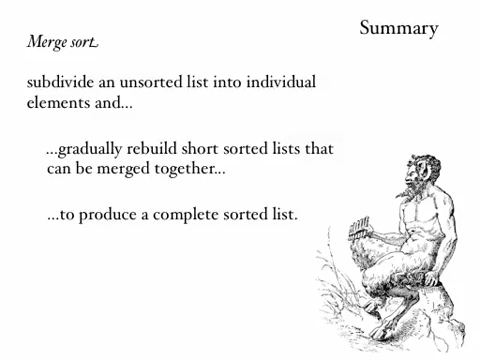 Summary
Merge sort
subdivide an unsorted list into individual
elements and...
...gradually rebuild short sorted lists that
can be merged together...
...to produce a complete sorted list.